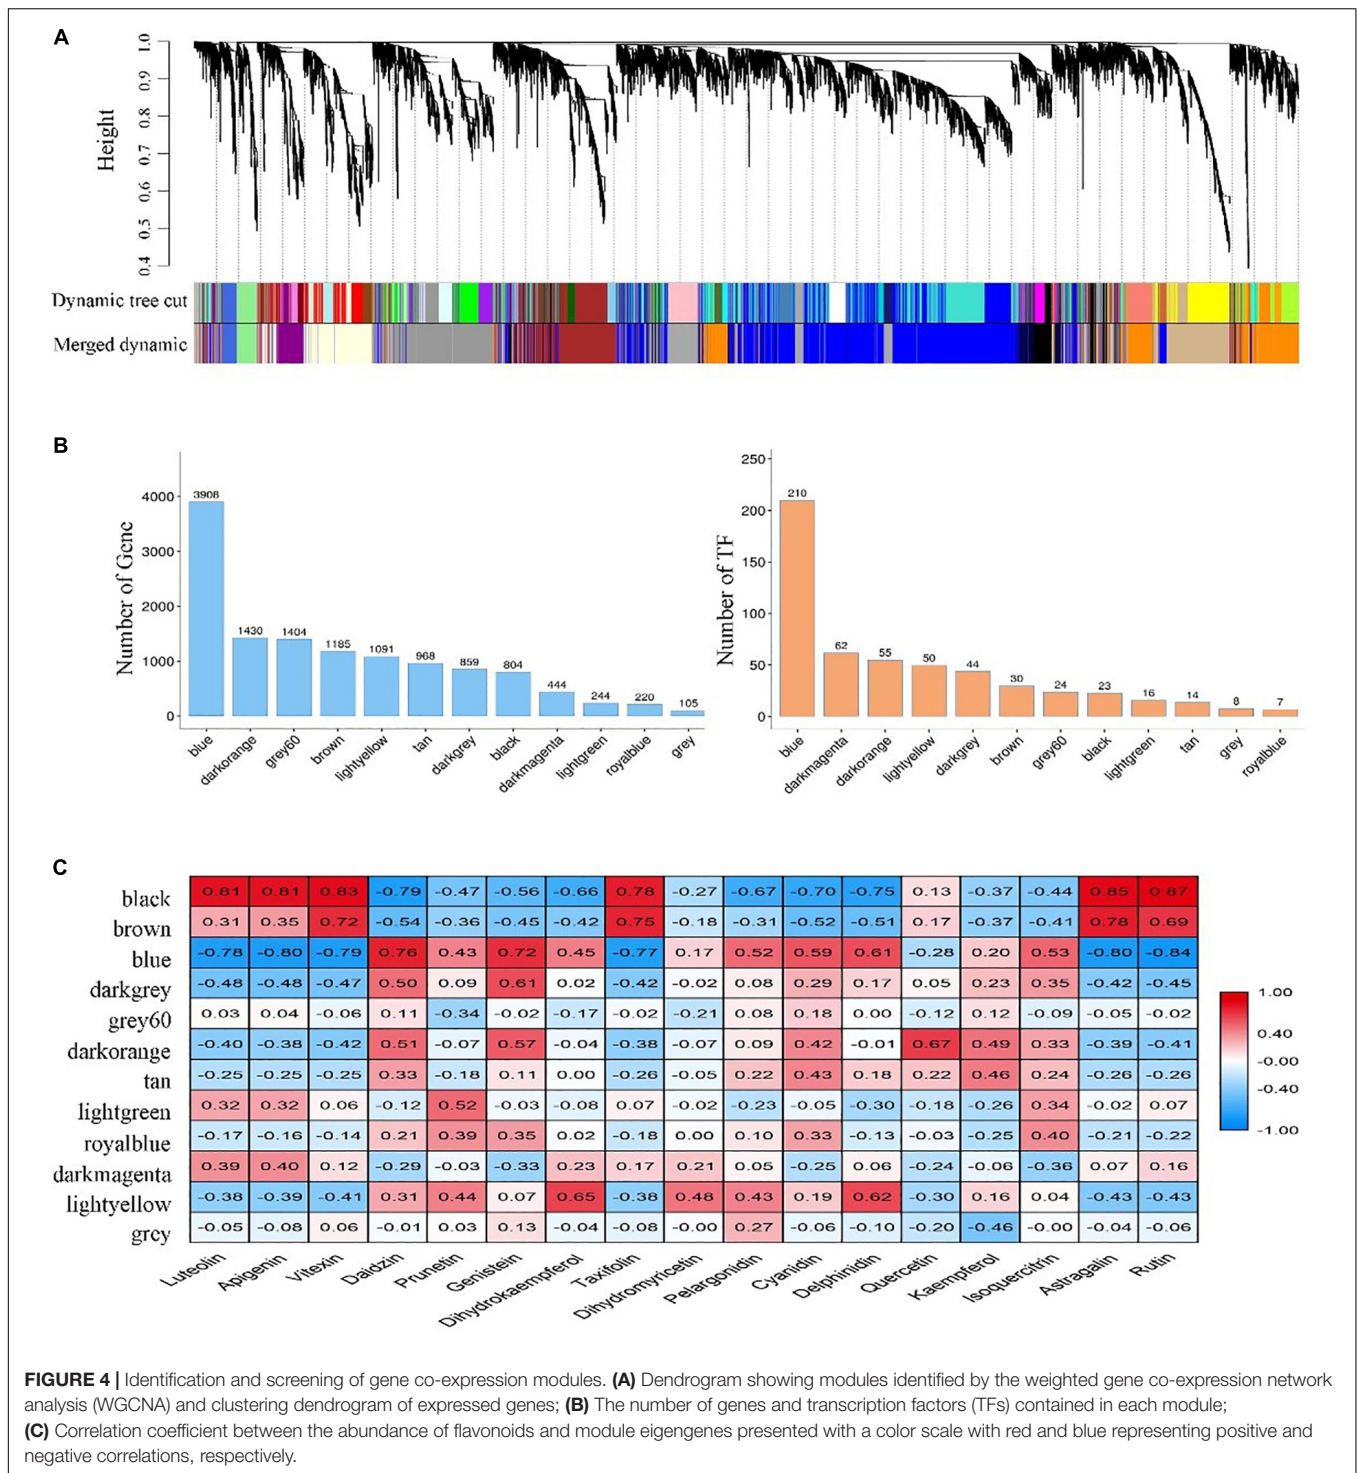 A
Height
1.0
0.9
0.8
0.7
0.6
0.5
0.4
Dynamic tree cut
Merged dynamic
B
Number of Gene
4000
3000
2000
1000
0
3908
1430
1404
1185
1091
968
859
804
444
244
220
105
blue
darkorange
grey60
brown
lightyellow
tan
darkgrey
black
darkmagenta
lightgreen
royalblue
grey
Number of TF
250
200
150
100
50
0
210
62
55
50
44
30
24
23
16
14
8
7
blue
darkmagenta
darkorange
lightyellow
darkgrey
brown
grey60
black
lightgreen
tan
grey
royalblue
C
black 0.81 0.81 0.83 -0.79 -0.47 -0.56 -0.66 0.78 -0.27 -0.67 -0.70 -0.75 0.13 -0.37 -0.44 0.85 0.87
brown 0.31 0.35 0.72 -0.54 -0.36 -0.45 -0.42 0.75 -0.18 -0.31 -0.52 -0.51 0.17 -0.37 -0.41 0.78 0.69
blue -0.78 -0.80 -0.79 0.76 0.43 0.72 0.45 -0.77 0.17 0.52 0.59 0.61 -0.28 0.20 0.53 -0.80 -0.84
darkgrey -0.48 -0.48 -0.47 0.50 0.09 0.61 0.02 -0.42 -0.02 0.08 0.29 0.17 0.05 0.23 0.35 -0.42 -0.45
grey60 0.03 0.04 -0.06 0.11 -0.34 -0.02 -0.17 -0.02 -0.21 0.08 0.18 0.00 -0.12 0.12 -0.09 -0.05 -0.02
darkorange -0.40 -0.38 -0.42 0.51 -0.07 0.57 -0.04 -0.38 -0.07 0.09 0.42 -0.01 0.67 0.49 0.33 -0.39 -0.41
tan -0.25 -0.25 -0.25 0.33 -0.18 0.11 0.00 -0.26 -0.05 0.22 0.43 0.18 0.22 0.46 0.24 -0.26 -0.26
lightgreen 0.32 0.32 0.06 -0.12 0.52 -0.03 -0.08 0.07 -0.02 -0.23 -0.05 -0.30 -0.18 -0.26 0.34 -0.02 0.07
royalblue -0.17 -0.16 -0.14 0.21 0.39 0.35 0.02 -0.18 0.00 0.10 0.33 -0.13 -0.03 -0.25 0.40 -0.21 -0.22
darkmagenta 0.39 0.40 0.12 -0.29 -0.03 -0.33 0.23 0.17 0.21 0.05 -0.25 0.06 -0.24 -0.06 -0.36 0.07 0.16
lightyellow -0.38 -0.39 -0.41 0.31 0.44 0.07 0.65 -0.38 0.48 0.43 0.19 0.62 -0.30 0.16 0.04 -0.43 -0.43
grey -0.05 -0.08 0.06 -0.01 0.03 0.13 -0.04 -0.08 -0.00 0.27 -0.06 -0.10 -0.20 -0.46 -0.00 -0.04 -0.06
Luteolin
Apigenin
Vitexin
Daidzin
Prunetin
Genistein
Dihydrokaempferol
Taxifolin
Dihydromyricetin
Pelargonidin
Cyanidin
Delphinidin
Quercetin
Kaempferol
Isoquercitrin
Astragalin
Rutin
1.00
0.40
-0.00
-0.40
-1.00
FIGURE 4 | Identification and screening of gene co-expression modules. (A) Dendrogram showing modules identified by the weighted gene co-expression network
analysis (WGCNA) and clustering dendrogram of expressed genes; (B) The number of genes and transcription factors (TFs) contained in each module;
(C) Correlation coefficient between the abundance of flavonoids and module eigengenes presented with a color scale with red and blue representing positive and
negative correlations, respectively.